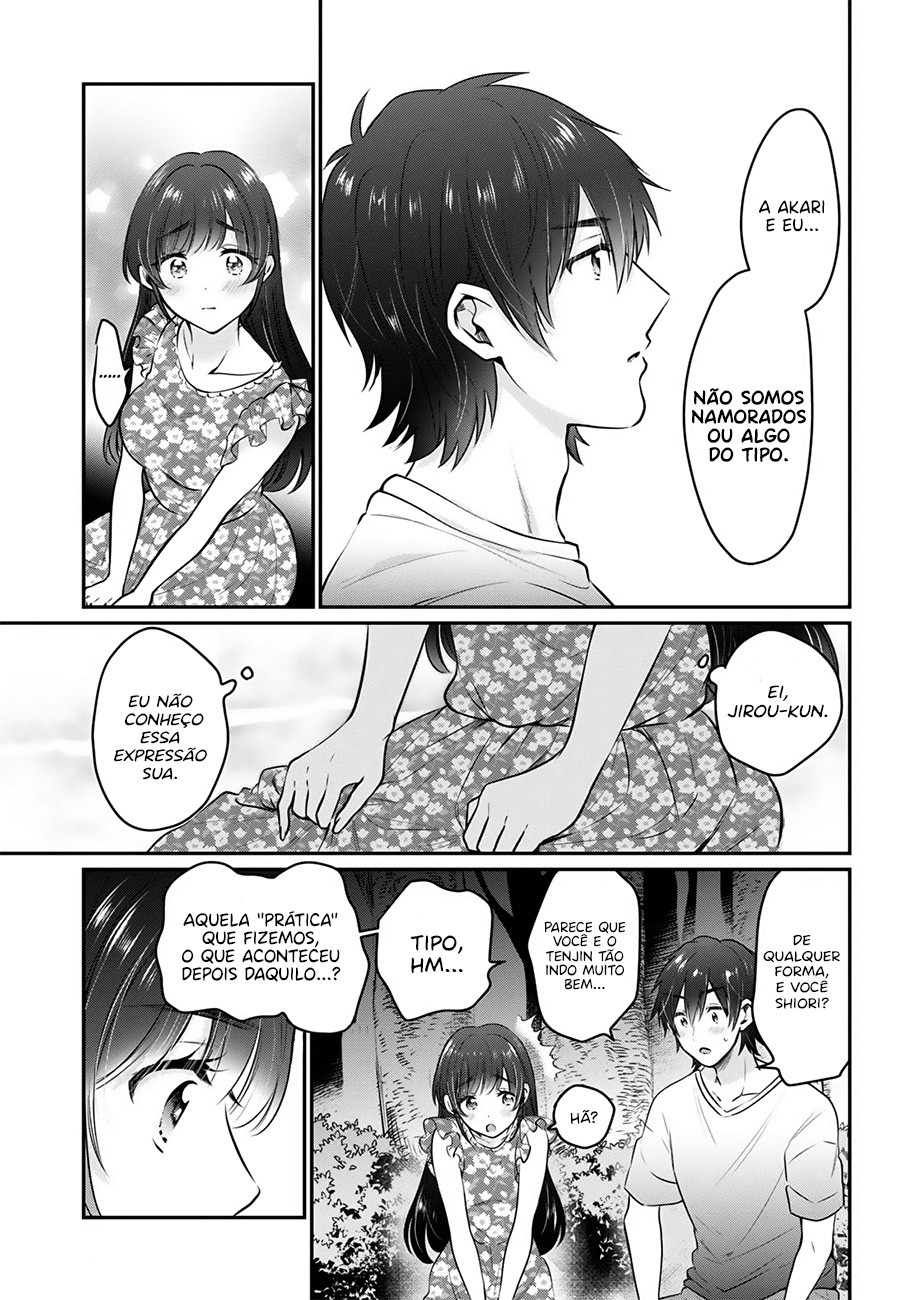 A AKARI
E EU...
NÃO SOMOS
NAMORADOS
OU ALGO
DO TIPO.
......
EI,
JIROU-KUN.
EU NÃO
CONHEÇO
ESSA
EXPRESSÃO
SUA.
DE
QUALQUER
FORMA,
E VOCÊ
SHIORI?
PARECE QUE
VOCÊ E O
TENJIN TÃO
INDO MUITO
BEM...
HÃ?
TIPO,
HM...
AQUELA "PRÁTICA"
QUE FIZEMOS,
O QUE ACONTECEU
DEPOIS DAQUILO...?